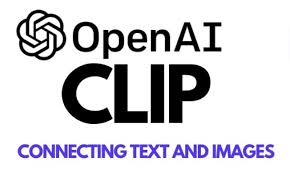 OpenAI
CLIP
CONNECTING TEXT AND IMAGES